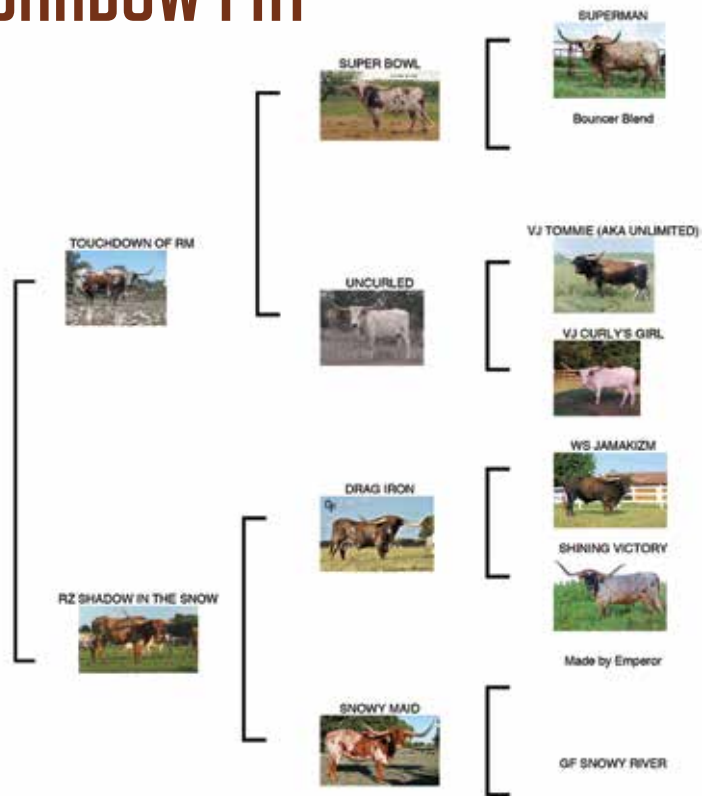 SUPERMAN
SUPER BOWL
Bouncer Blend
VJ TOMMIE (AKA UNLIMITED)
TOUCHDOWN OF RM
UNCURLED
VJ CURLY'S GIRL
WS JAMAKIZM
DRAG IRON
SHINING VICTORY
RZ SHADOW IN THE SNOW
Made by Emperor
SNOWY MAID
GF SNOWY RIVER